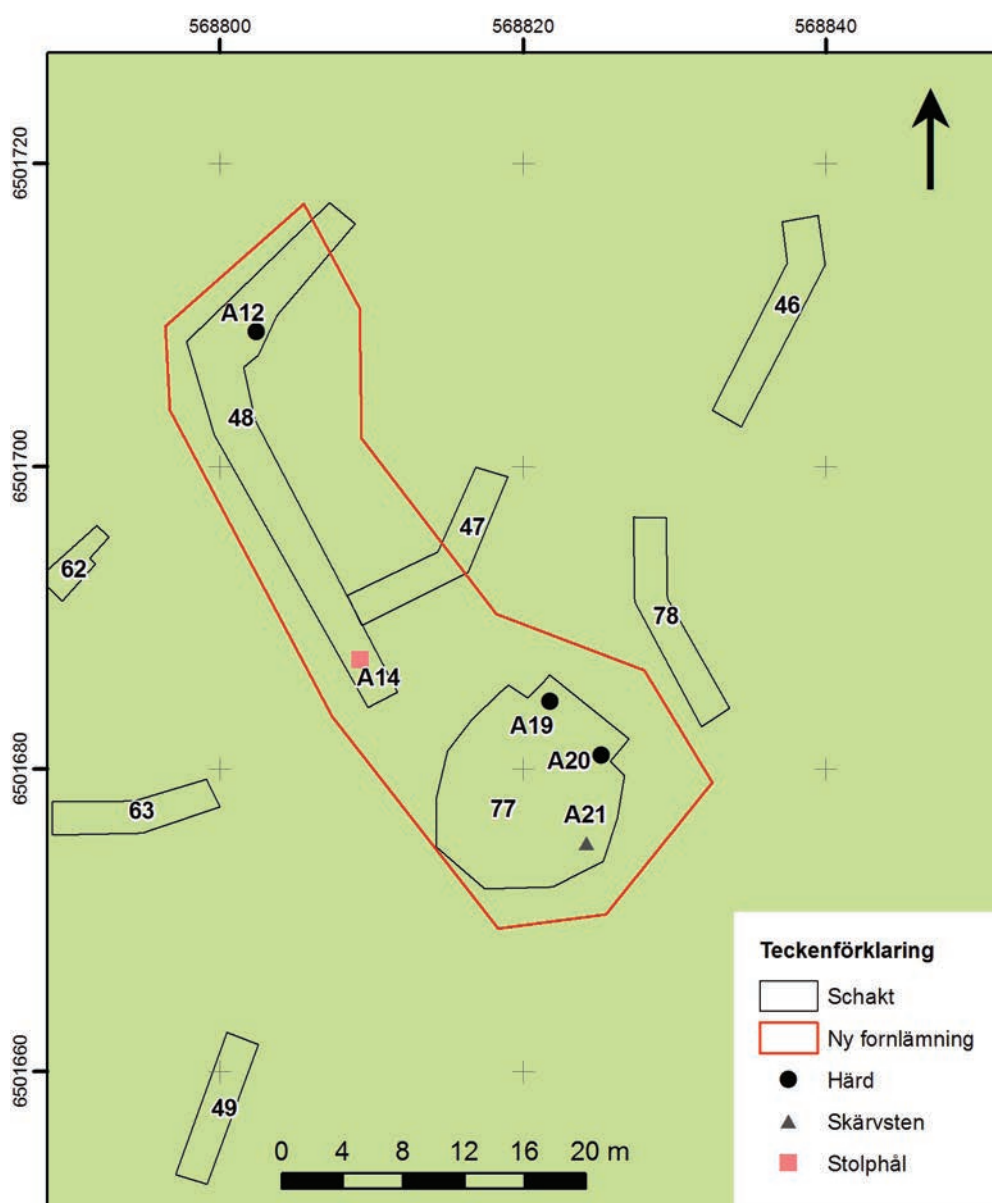 568800 568820 568840
6501720
6501700
6501680
6501660
A12
46
48
47
62
78
A14
A19
A20
63
77
A21
49
0 4 8 12 16 20 m
Teckenförklaring
Schakt
Ny fornlämning
Härd
Skärvsten
Stolphål